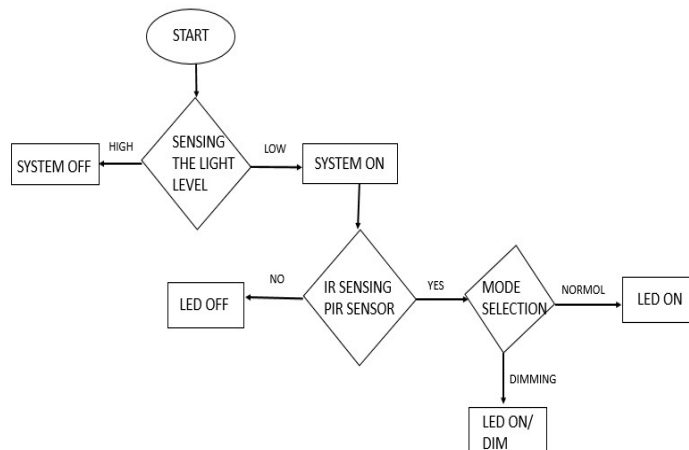 START
SENSING
THE LIGHT
LEVEL
HIGH
LOW
SYSTEM OFF
SYSTEM ON
IR SENSING
PIR SENSOR
NO
YES
LED OFF
MODE
SELECTION
NORMOL
LED ON
DIMMING
LED ON/
DIM